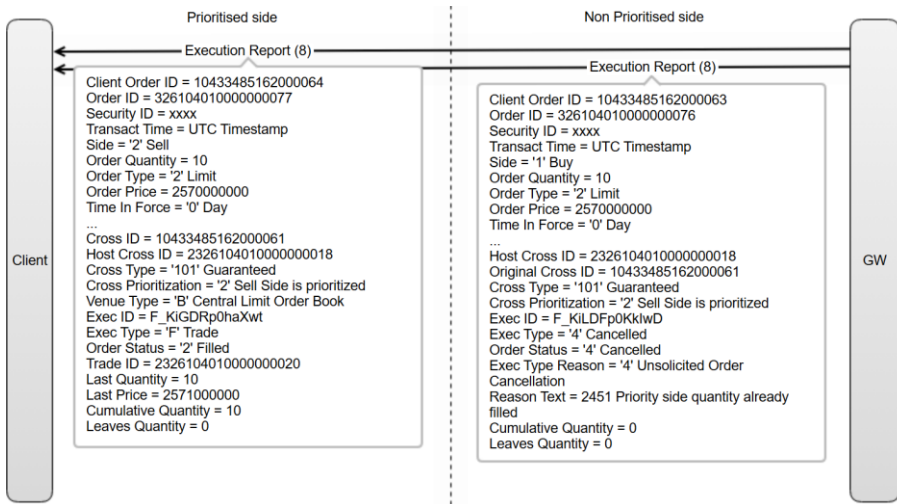 Prioritised side
Non Prioritised side
Execution Report (8)
Execution Report (8)
Client
Client Order ID = 10433485162000064
Order ID = 326104010000000077
Security ID = xxxx
Transact Time = UTC Timestamp
Side = '2' Sell
Order Quantity = 10
Order Type = '2' Limit
Order Price = 2570000000
Time In Force = '0' Day
...
Cross ID = 10433485162000061
Host Cross ID = 2326104010000000018
Cross Type = '101' Guaranteed
Cross Prioritization = '2' Sell Side is prioritized
Venue Type = 'B' Central Limit Order Book
Exec ID = F_KiGDRp0haXwt
Exec Type = 'F' Trade
Order Status = '2' Filled
Trade ID = 2326104010000000020
Last Quantity = 10
Last Price = 2571000000
Cumulative Quantity = 10
Leaves Quantity = 0
Client Order ID = 10433485162000063
Order ID = 326104010000000076
Security ID = xxxx
Transact Time = UTC Timestamp
Side = '1' Buy
Order Quantity = 10
Order Type = '2' Limit
Order Price = 2570000000
Time In Force = '0' Day
...
Host Cross ID = 2326104010000000018
Original Cross ID = 10433485162000061
Cross Type = '101' Guaranteed
Cross Prioritization = '2' Sell Side is prioritized
Exec ID = F_KiLDFp0KkIwD
Exec Type = '4' Cancelled
Order Status = '4' Cancelled
Exec Type Reason = '4' Unsolicited Order
Cancellation
Reason Text = 2451 Priority side quantity already
filled
Cumulative Quantity = 0
Leaves Quantity = 0
GW